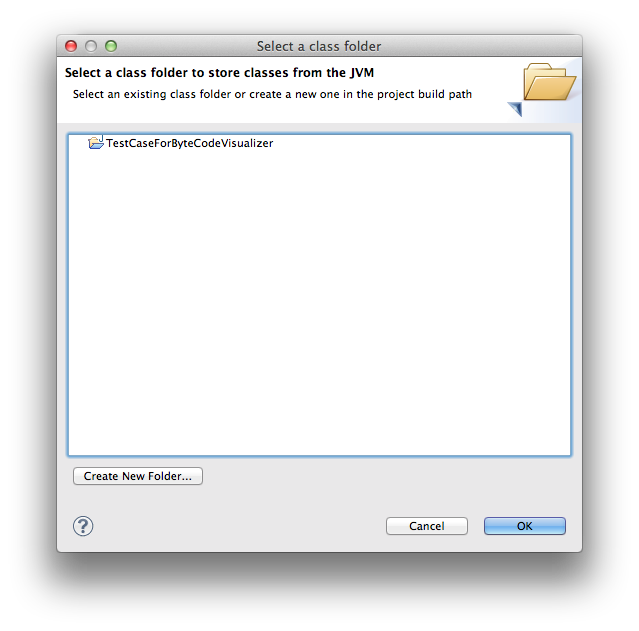 Select a class folder
Select a class folder to store classes from the JVM
Select an existing class folder or create a new one in the project build path
TestCaseForByteCodeVisualizer
Create New Folder...
?
Cancel
OK